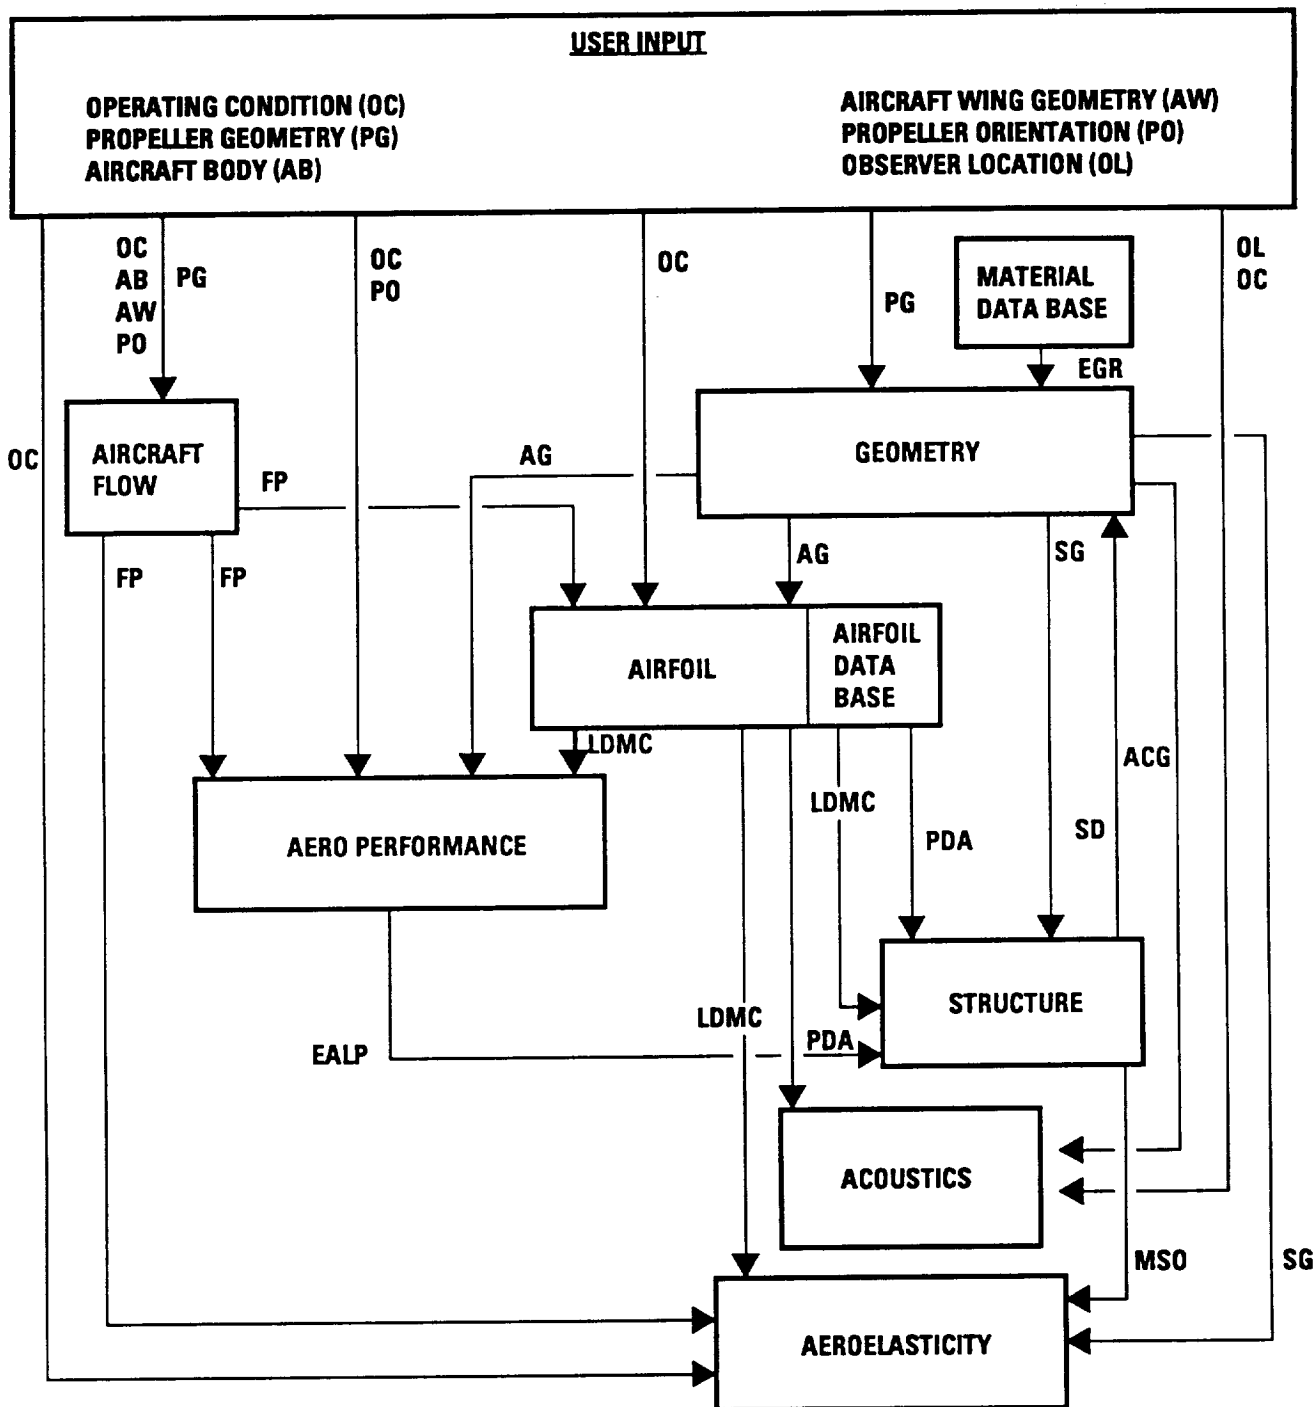 USER INPUT
OPERATING CONDITION (OC)
PROPELLER GEOMETRY (PG)
AIRCRAFT BODY (AB)
AIRCRAFT WING GEOMETRY (AW)
PROPELLER ORIENTATION (PO)
OBSERVER LOCATION (OL)
OC
AB
AW
PO
PG
OC
PO
OC
PG
MATERIAL
DATA BASE
OL
OC
EGR
OC
AIRCRAFT
FLOW
FP
AG
GEOMETRY
FP
FP
AG
SG
AIRFOIL
AIRFOIL
DATA
BASE
LDMC
LDMC
PDA
SD
ACG
AERO PERFORMANCE
STRUCTURE
LDMC
PDA
EALP
ACOUSTICS
MSO
SG
AEROELASTICITY